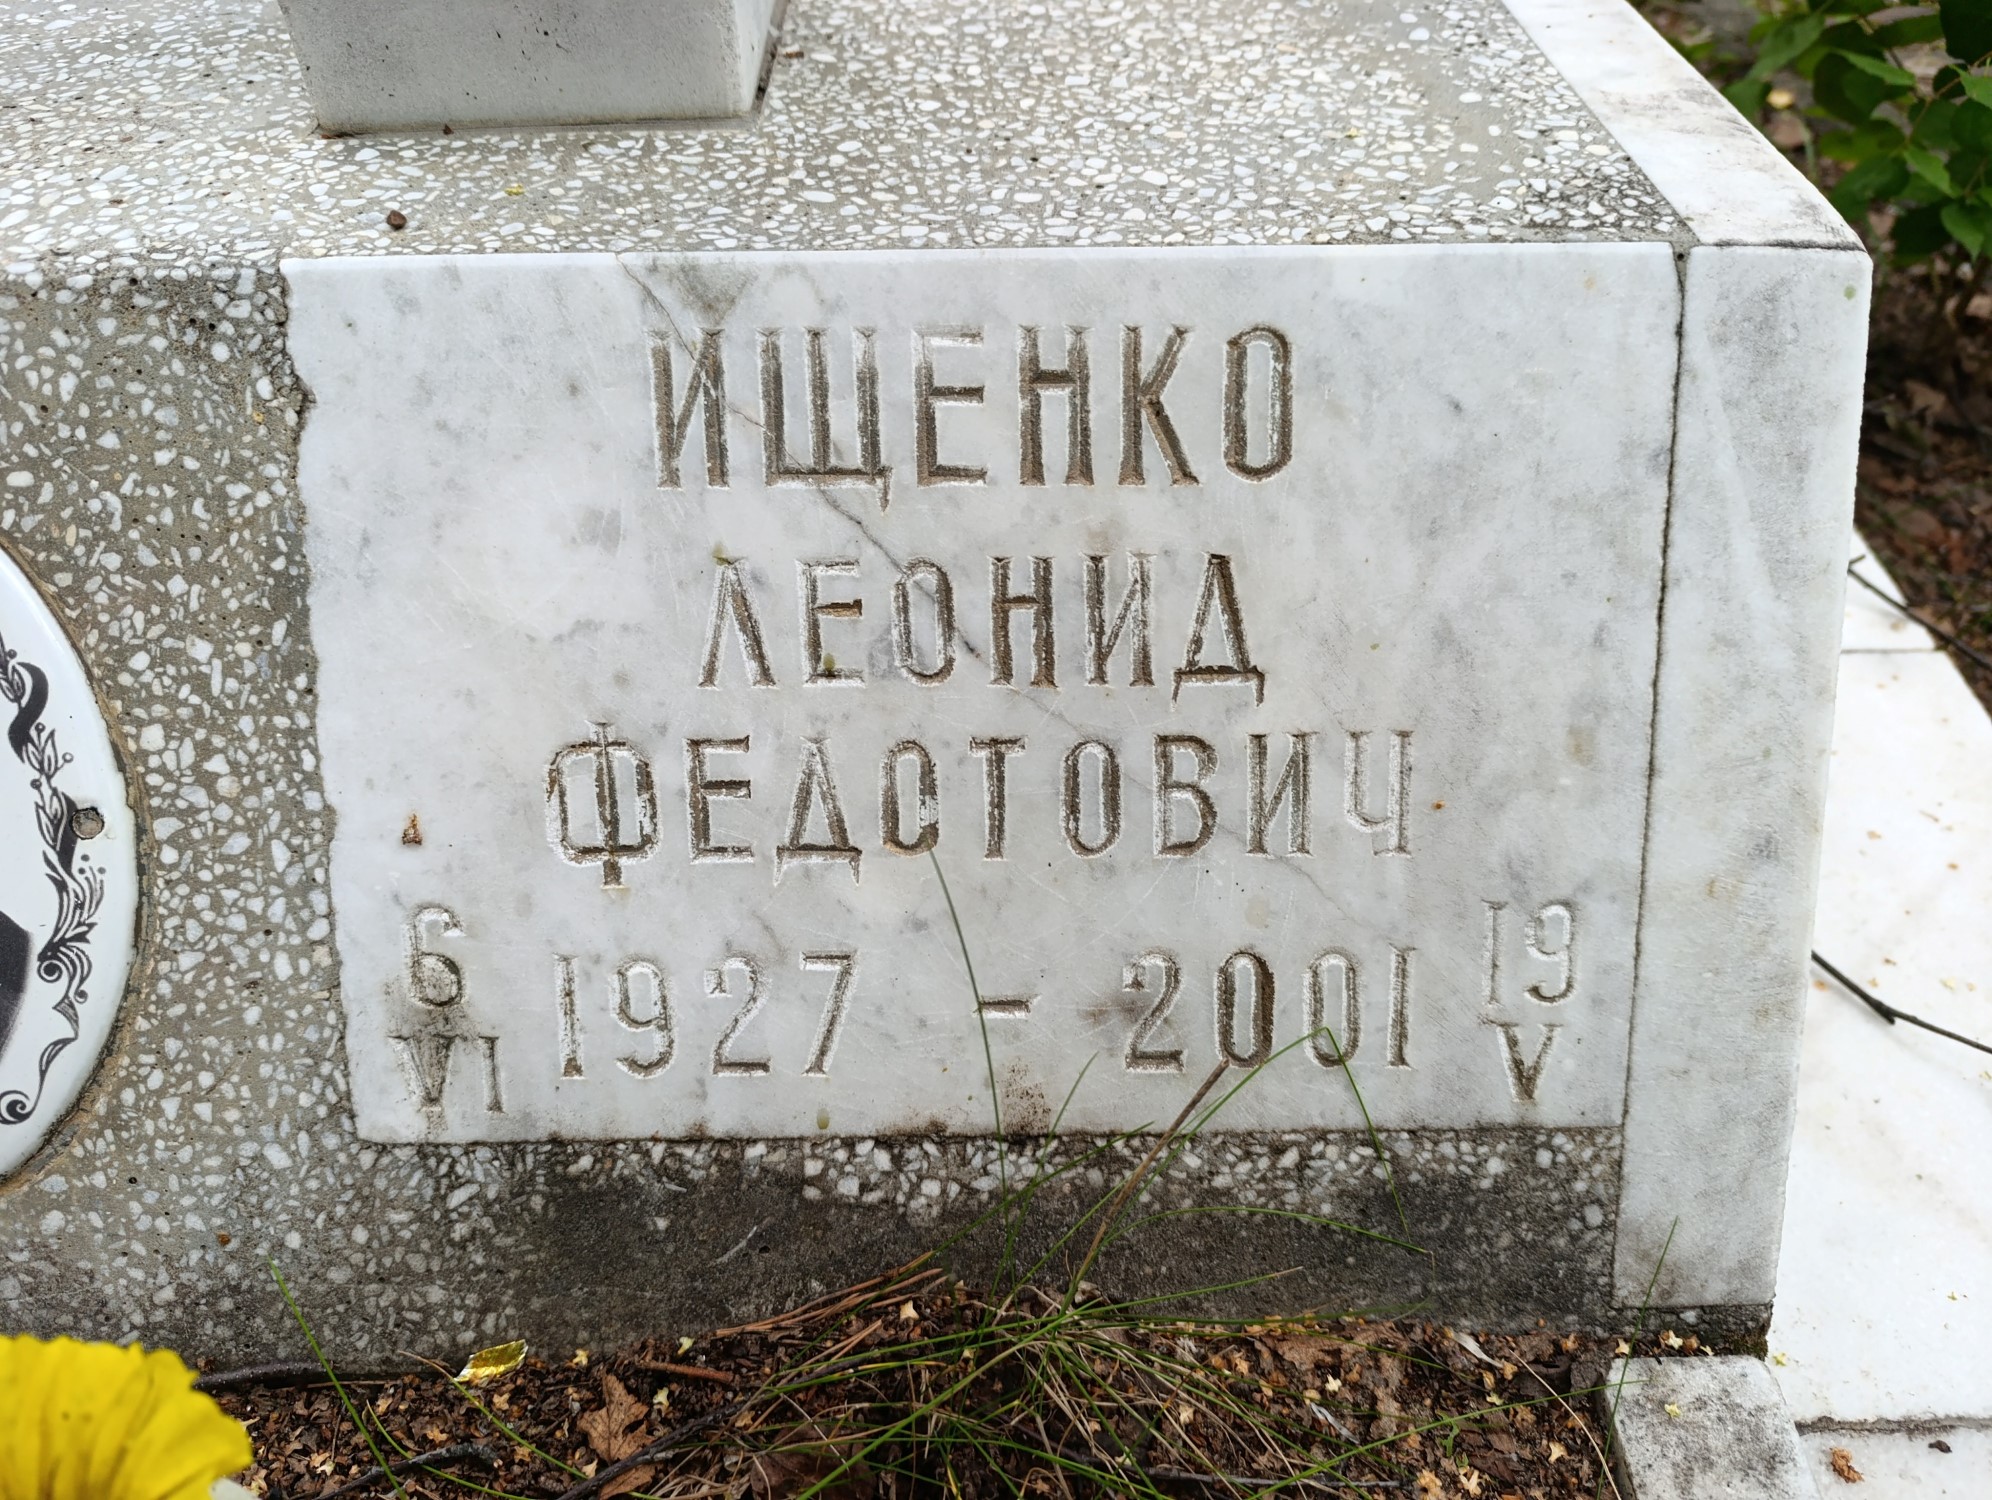 ИЩЕНКО
ЛЕОНИД
ФЕДОТОВИЧ
6 VI 1927 - 2001 19 V